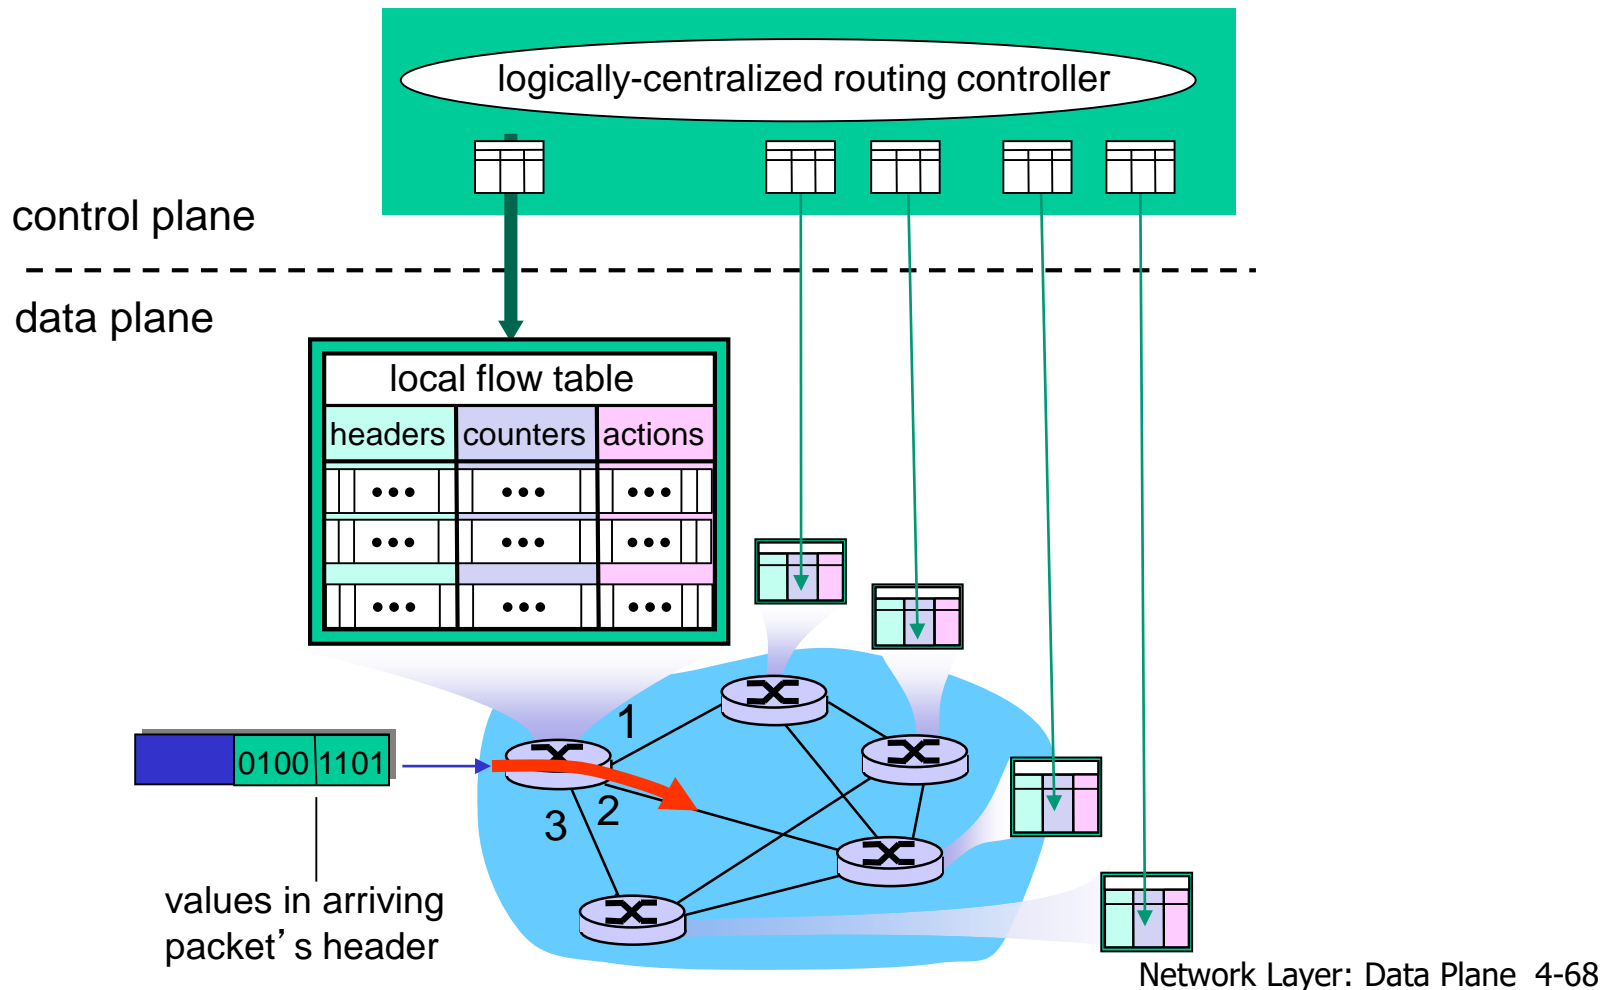 logically-centralized routing controller
control plane
data plane
local flow table
headers counters actions
1
0100 1101
2
3
values in arriving
packet’s header
Network Layer: Data Plane 4-68